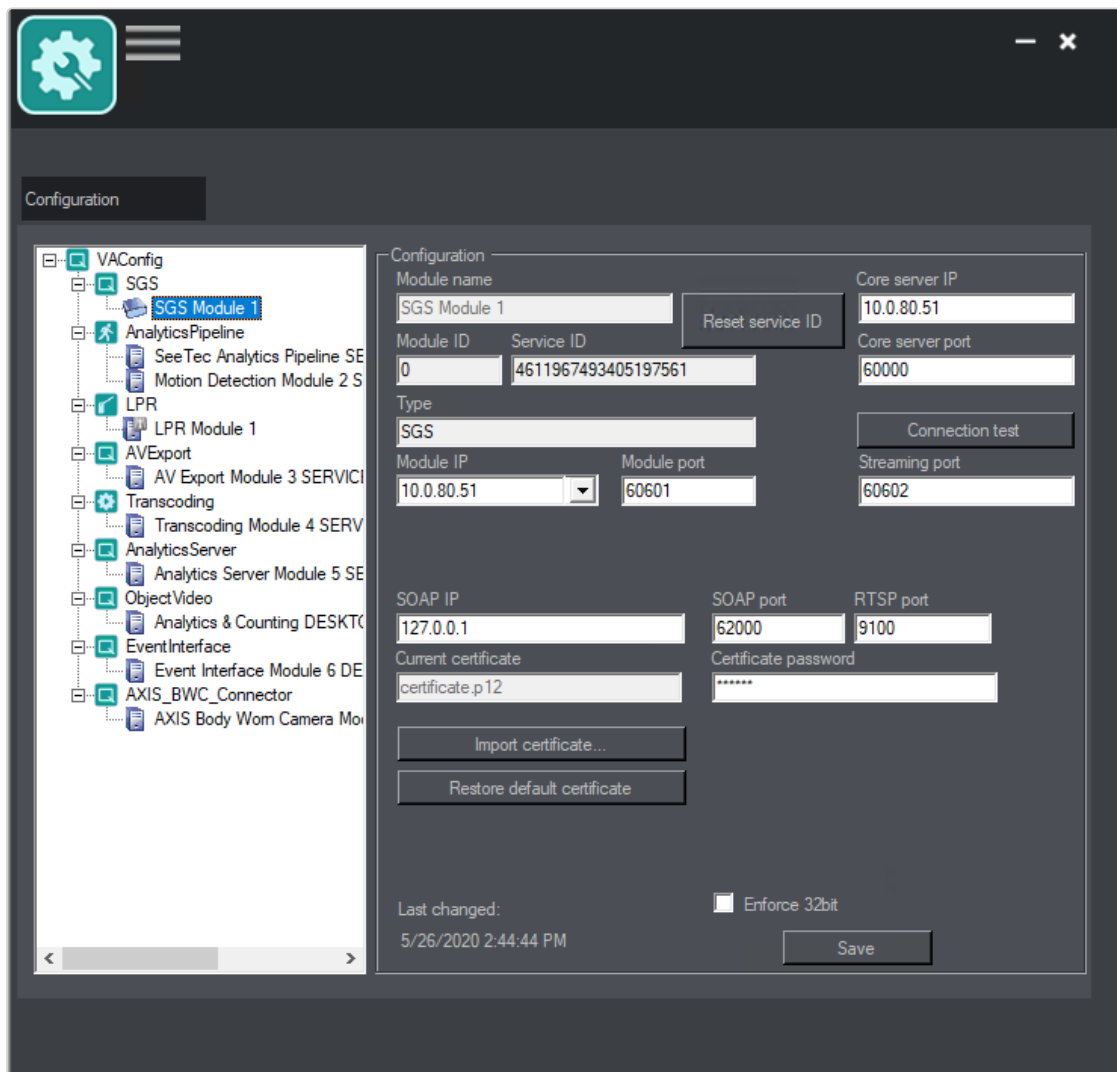 Configuration
VAConfig
SGS
SGS Module 1
AnalyticsPipeline
SeeTec Analytics Pipeline SE
Motion Detection Module 2 S
LPR
LPR Module 1
AVExport
AV Export Module 3 SERVICE
Transcoding
Transcoding Module 4 SERV
AnalyticsServer
Analytics Server Module 5 SE
ObjectVideo
Analytics & Counting DESKTO
EventInterface
Event Interface Module 6 DE
AXIS_BWC_Connector
AXIS Body Worn Camera Mo
Configuration
Module name
Core server IP
SGS Module 1
Reset service ID
10.0.80.51
Module ID
Service ID
Core server port
0
4611967493405197561
60000
Type
SGS
Connection test
Module IP
Module port
Streaming port
10.0.80.51
60601
60602
SOAP IP
SOAP port
RTSP port
127.0.0.1
62000
9100
Current certificate
Certificate password
certificate.p12
******
Import certificate...
Restore default certificate
Last changed:
Enforce 32bit
5/26/2020 2:44:44 PM
Save